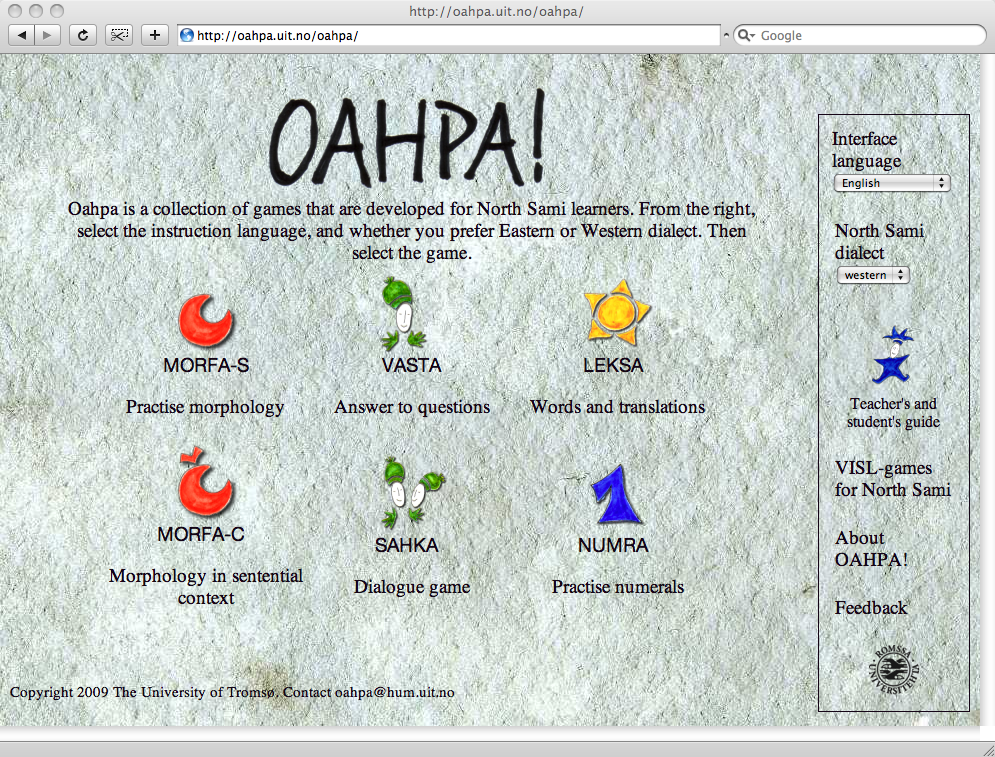 http://oahpa.uit.no/oahpa/
http://oahpa.uit.no/oahpa/
Google
OAHPA!
Oahpa is a collection of games that are developed for North Sami learners. From the right,
select the instruction language, and whether you prefer Eastern or Western dialect. Then
select the game.
MORFA-S
VASTA
LEKSA
Practise morphology
Answer to questions
Words and translations
MORFA-C
SAHKA
NUMRA
Morphology in sentential
context
Dialogue game
Practise numerals
Interface
language
English
North Sami
dialect
western
Teacher's and
student's guide
VISL-games
for North Sami
About
OAHPA!
Feedback
ROMSSA
UNIVERSITEHTA
Copyright 2009 The University of Tromsø. Contact oahpa@hum.uit.no